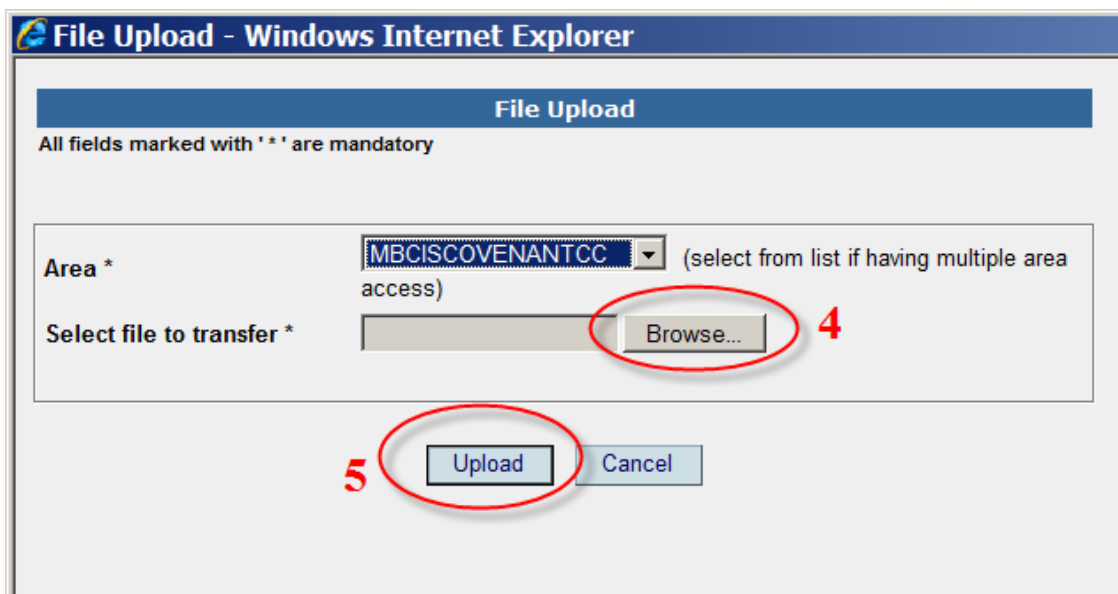 File Upload - Windows Internet Explorer
File Upload
All fields marked with ' * ' are mandatory
Area * MBCISCOVENANTCC (select from list if having multiple area
access)
Select file to transfer * Browse... 4
5 Upload Cancel